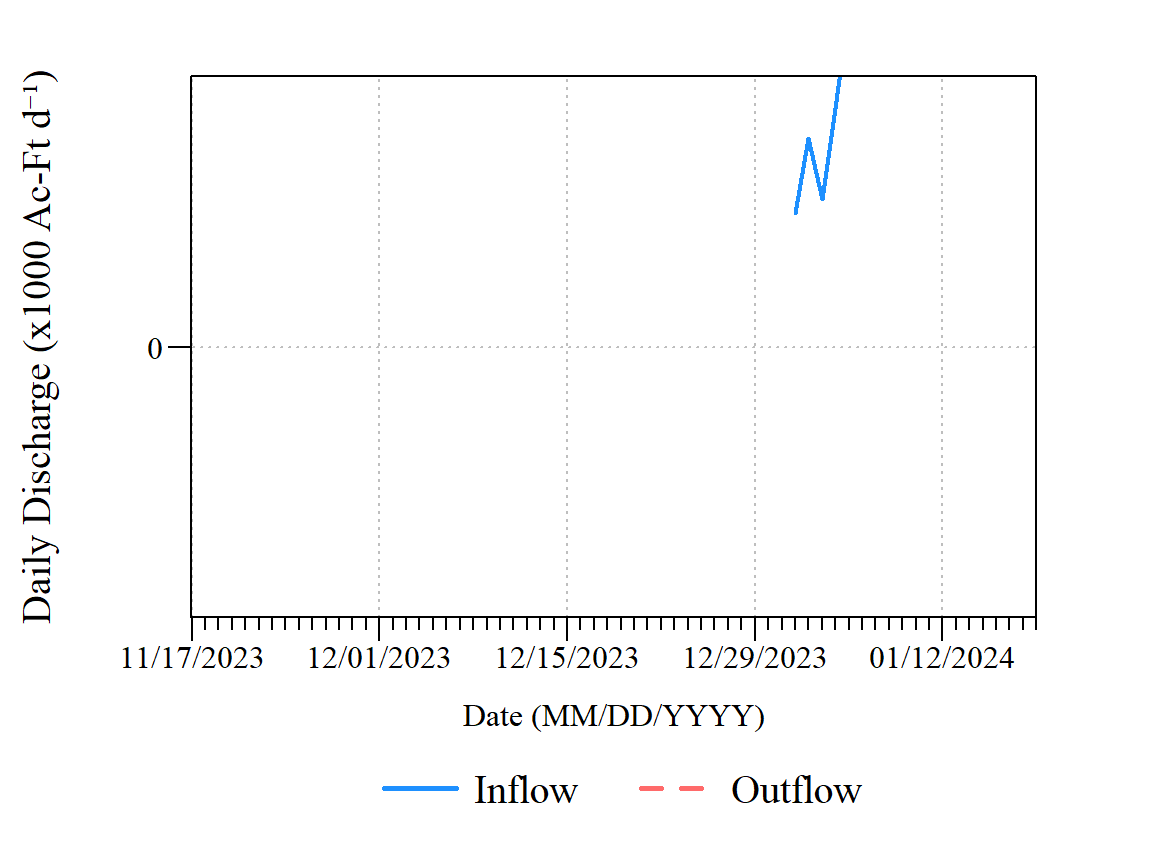 Daily Discharge (x1000 Ac-Ft d⁻¹)
0
11/17/2023 12/01/2023 12/15/2023 12/29/2023 01/12/2024
Date (MM/DD/YYYY)
Inflow Outflow